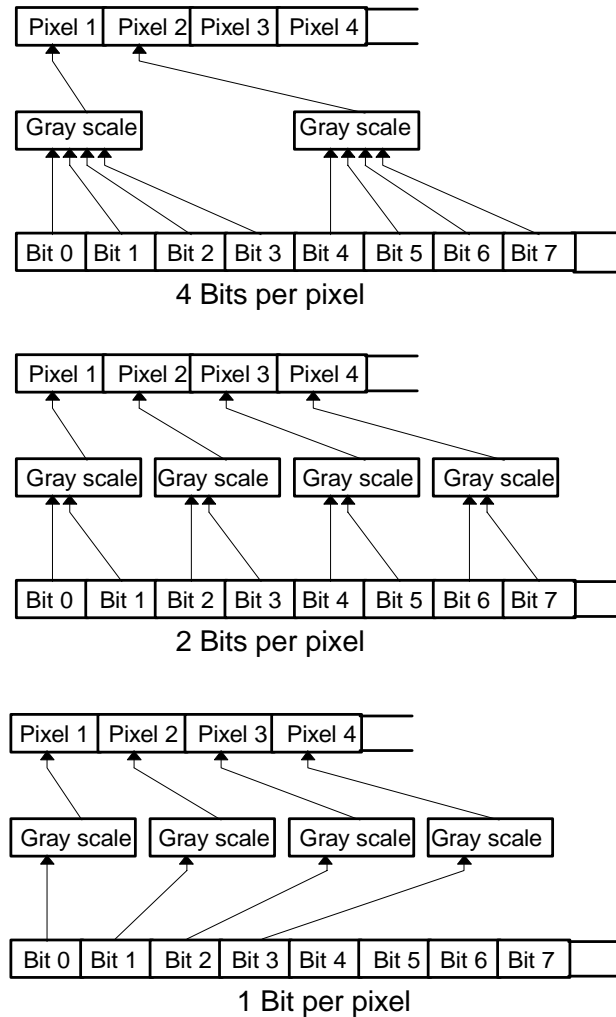 Pixel 1 Pixel 2 Pixel 3 Pixel 4
Gray scale Gray scale
Bit 0 Bit 1 Bit 2 Bit 3 Bit 4 Bit 5 Bit 6 Bit 7
4 Bits per pixel
Pixel 1 Pixel 2 Pixel 3 Pixel 4
Gray scale Gray scale Gray scale Gray scale
Bit 0 Bit 1 Bit 2 Bit 3 Bit 4 Bit 5 Bit 6 Bit 7
2 Bits per pixel
Pixel 1 Pixel 2 Pixel 3 Pixel 4
Gray scale Gray scale Gray scale Gray scale
Bit 0 Bit 1 Bit 2 Bit 3 Bit 4 Bit 5 Bit 6 Bit 7
1 Bit per pixel